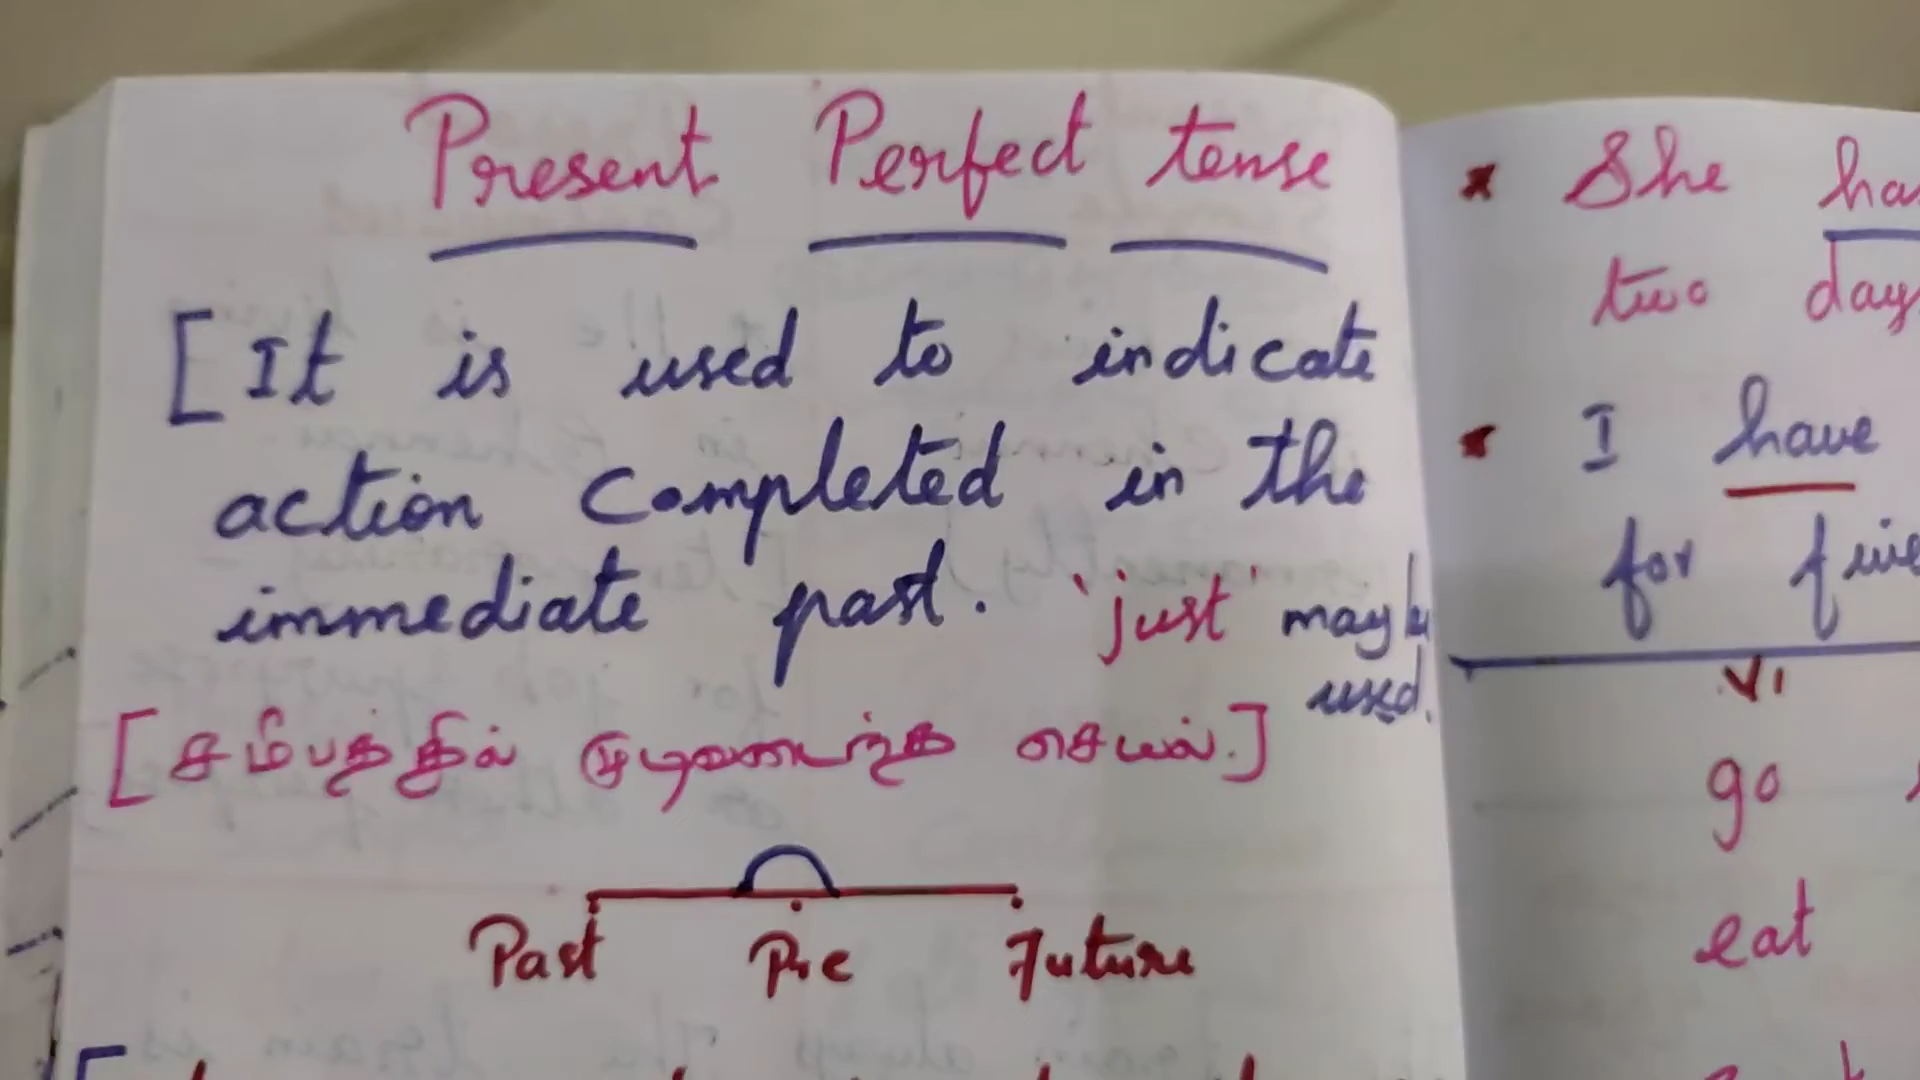 Present Perfect tense
[It is used to indicate
action Completed in the
immediate past. 'just' may be
used.
[சமீபத்தில் முடிவடைந்த செயல்.]
Past Pre Future
* She
two
* I have
for
V1
go
eat